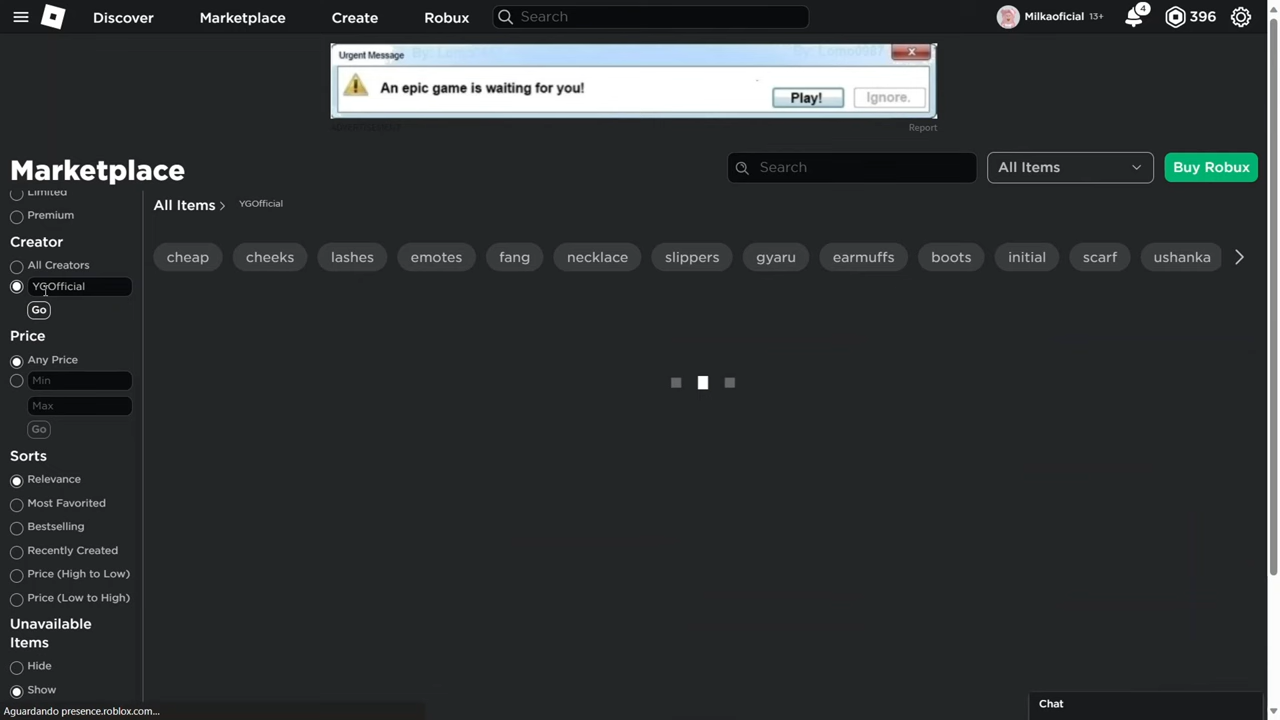 Discover
Marketplace
Create
Robux
Search
Milkaoficial 13+
4
396
Urgent Message
An epic game is waiting for you!
Play!
Ignore.
Report
Marketplace
Search
All Items
Buy Robux
Limited
Premium
Creator
All Creators
YGOfficial
Go
Price
Any Price
Min
Max
Go
Sorts
Relevance
Most Favorited
Bestselling
Recently Created
Price (High to Low)
Price (Low to High)
Unavailable
Items
Hide
Show
All Items
YGOfficial
cheap
cheeks
lashes
emotes
fang
necklace
slippers
gyaru
earmuffs
boots
initial
scarf
ushanka
Aguardando presence.roblox.com...
Chat